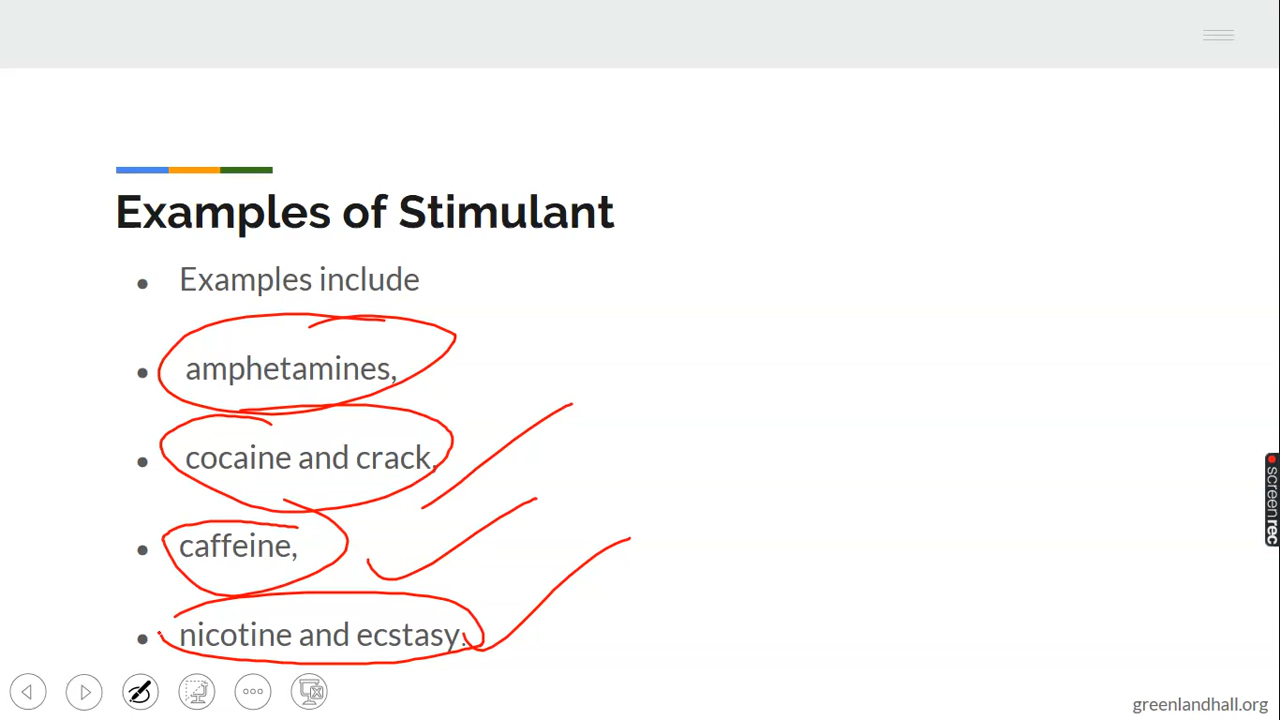 Examples of Stimulant
Examples include
amphetamines,
cocaine and crack,
caffeine,
nicotine and ecstasy.
screenrec
greenlandhall.org